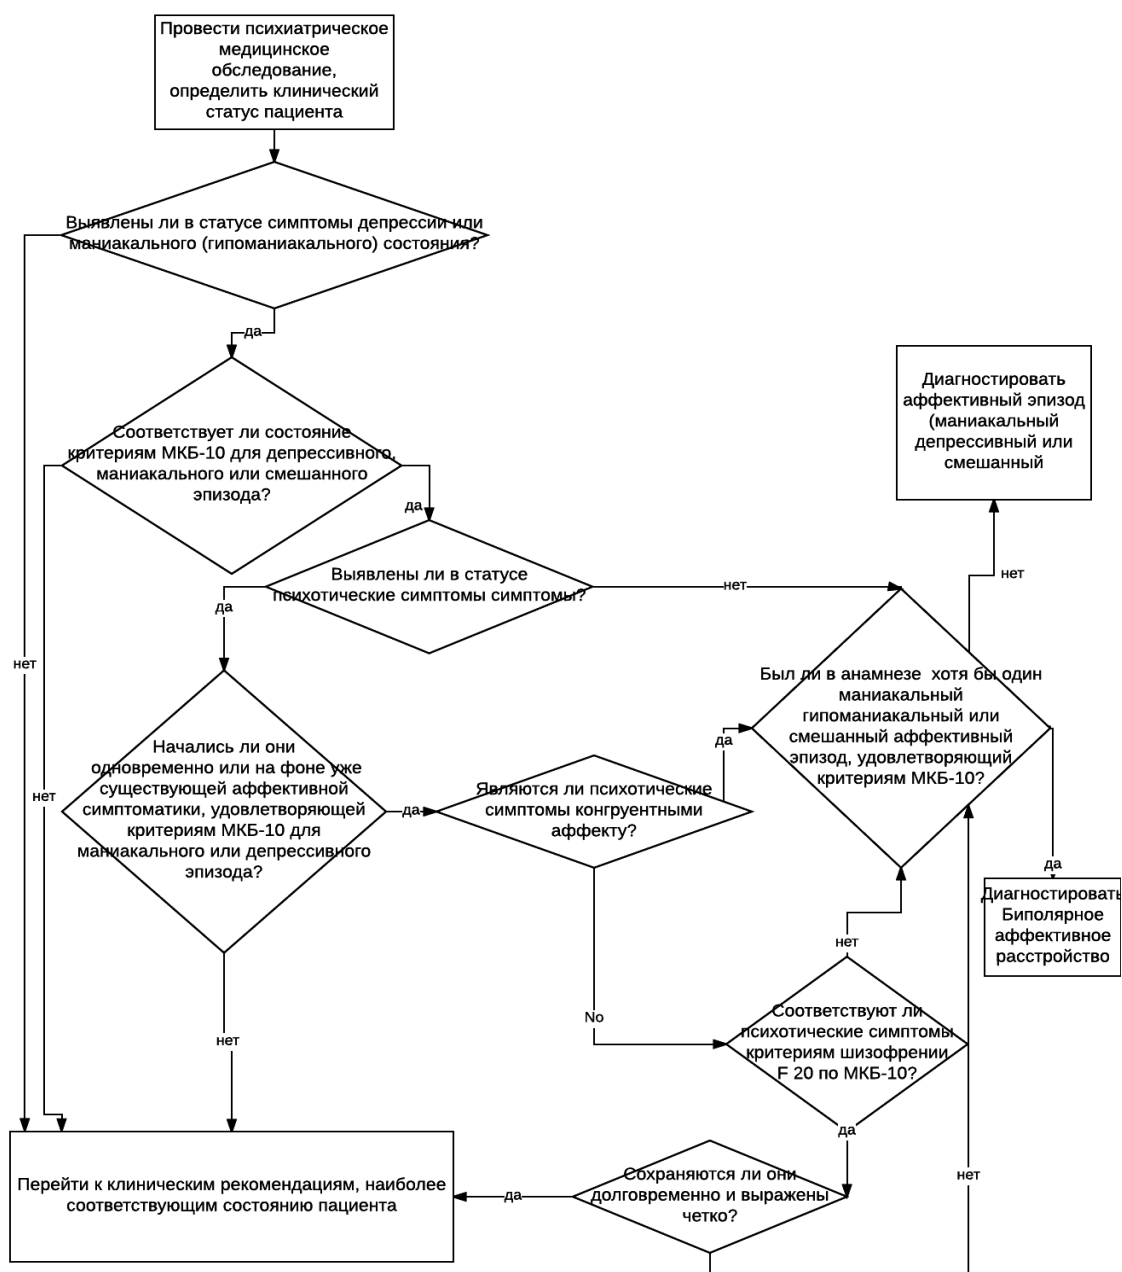 Провести психиатрическое
медицинское
обследование,
определить клинический
статус пациента
Выявлены ли в статусе симптомы депрессии или
маниакального (гипоманиакального) состояния?
да
Соответствует ли состояние
критериям МКБ-10 для депрессивного,
маниакального или смешанного
эпизода?
да
Диагностировать
аффективный эпизод
(маниакальный
депрессивный или
смешанный
нет
Выявлены ли в статусе
психотические симптомы симптомы?
нет
да
нет
Был ли в анамнезе  хотя бы один
маниакальный
гипоманиакальный или
смешанный аффективный
эпизод, удовлетворяющий
критериям МКБ-10?
да
Начались ли они
одновременно или на фоне уже
существующей аффективной
симптоматики, удовлетворяющей
критериям МКБ-10 для
маниакального или депрессивного
эпизода?
нет
да
Являются ли психотические
симптомы конгруентными
аффекту?
да
Диагностировать
Биполярное
аффективное
расстройство
нет
No
Соответствуют ли
психотические симптомы
критериям шизофрении
F 20 по МКБ-10?
нет
да
Сохраняются ли они
долговременно и выражены
четко?
нет
да
Перейти к клиническим рекомендациям, наиболее
соответствующим состоянию пациента